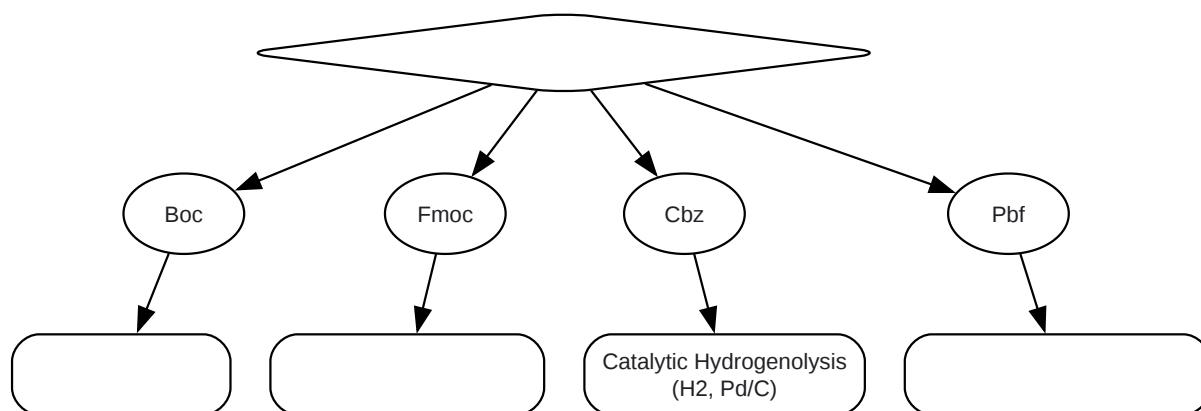 Boc
Fmoc
Cbz
Pbf
Catalytic Hydrogenolysis
(H2, Pd/C)